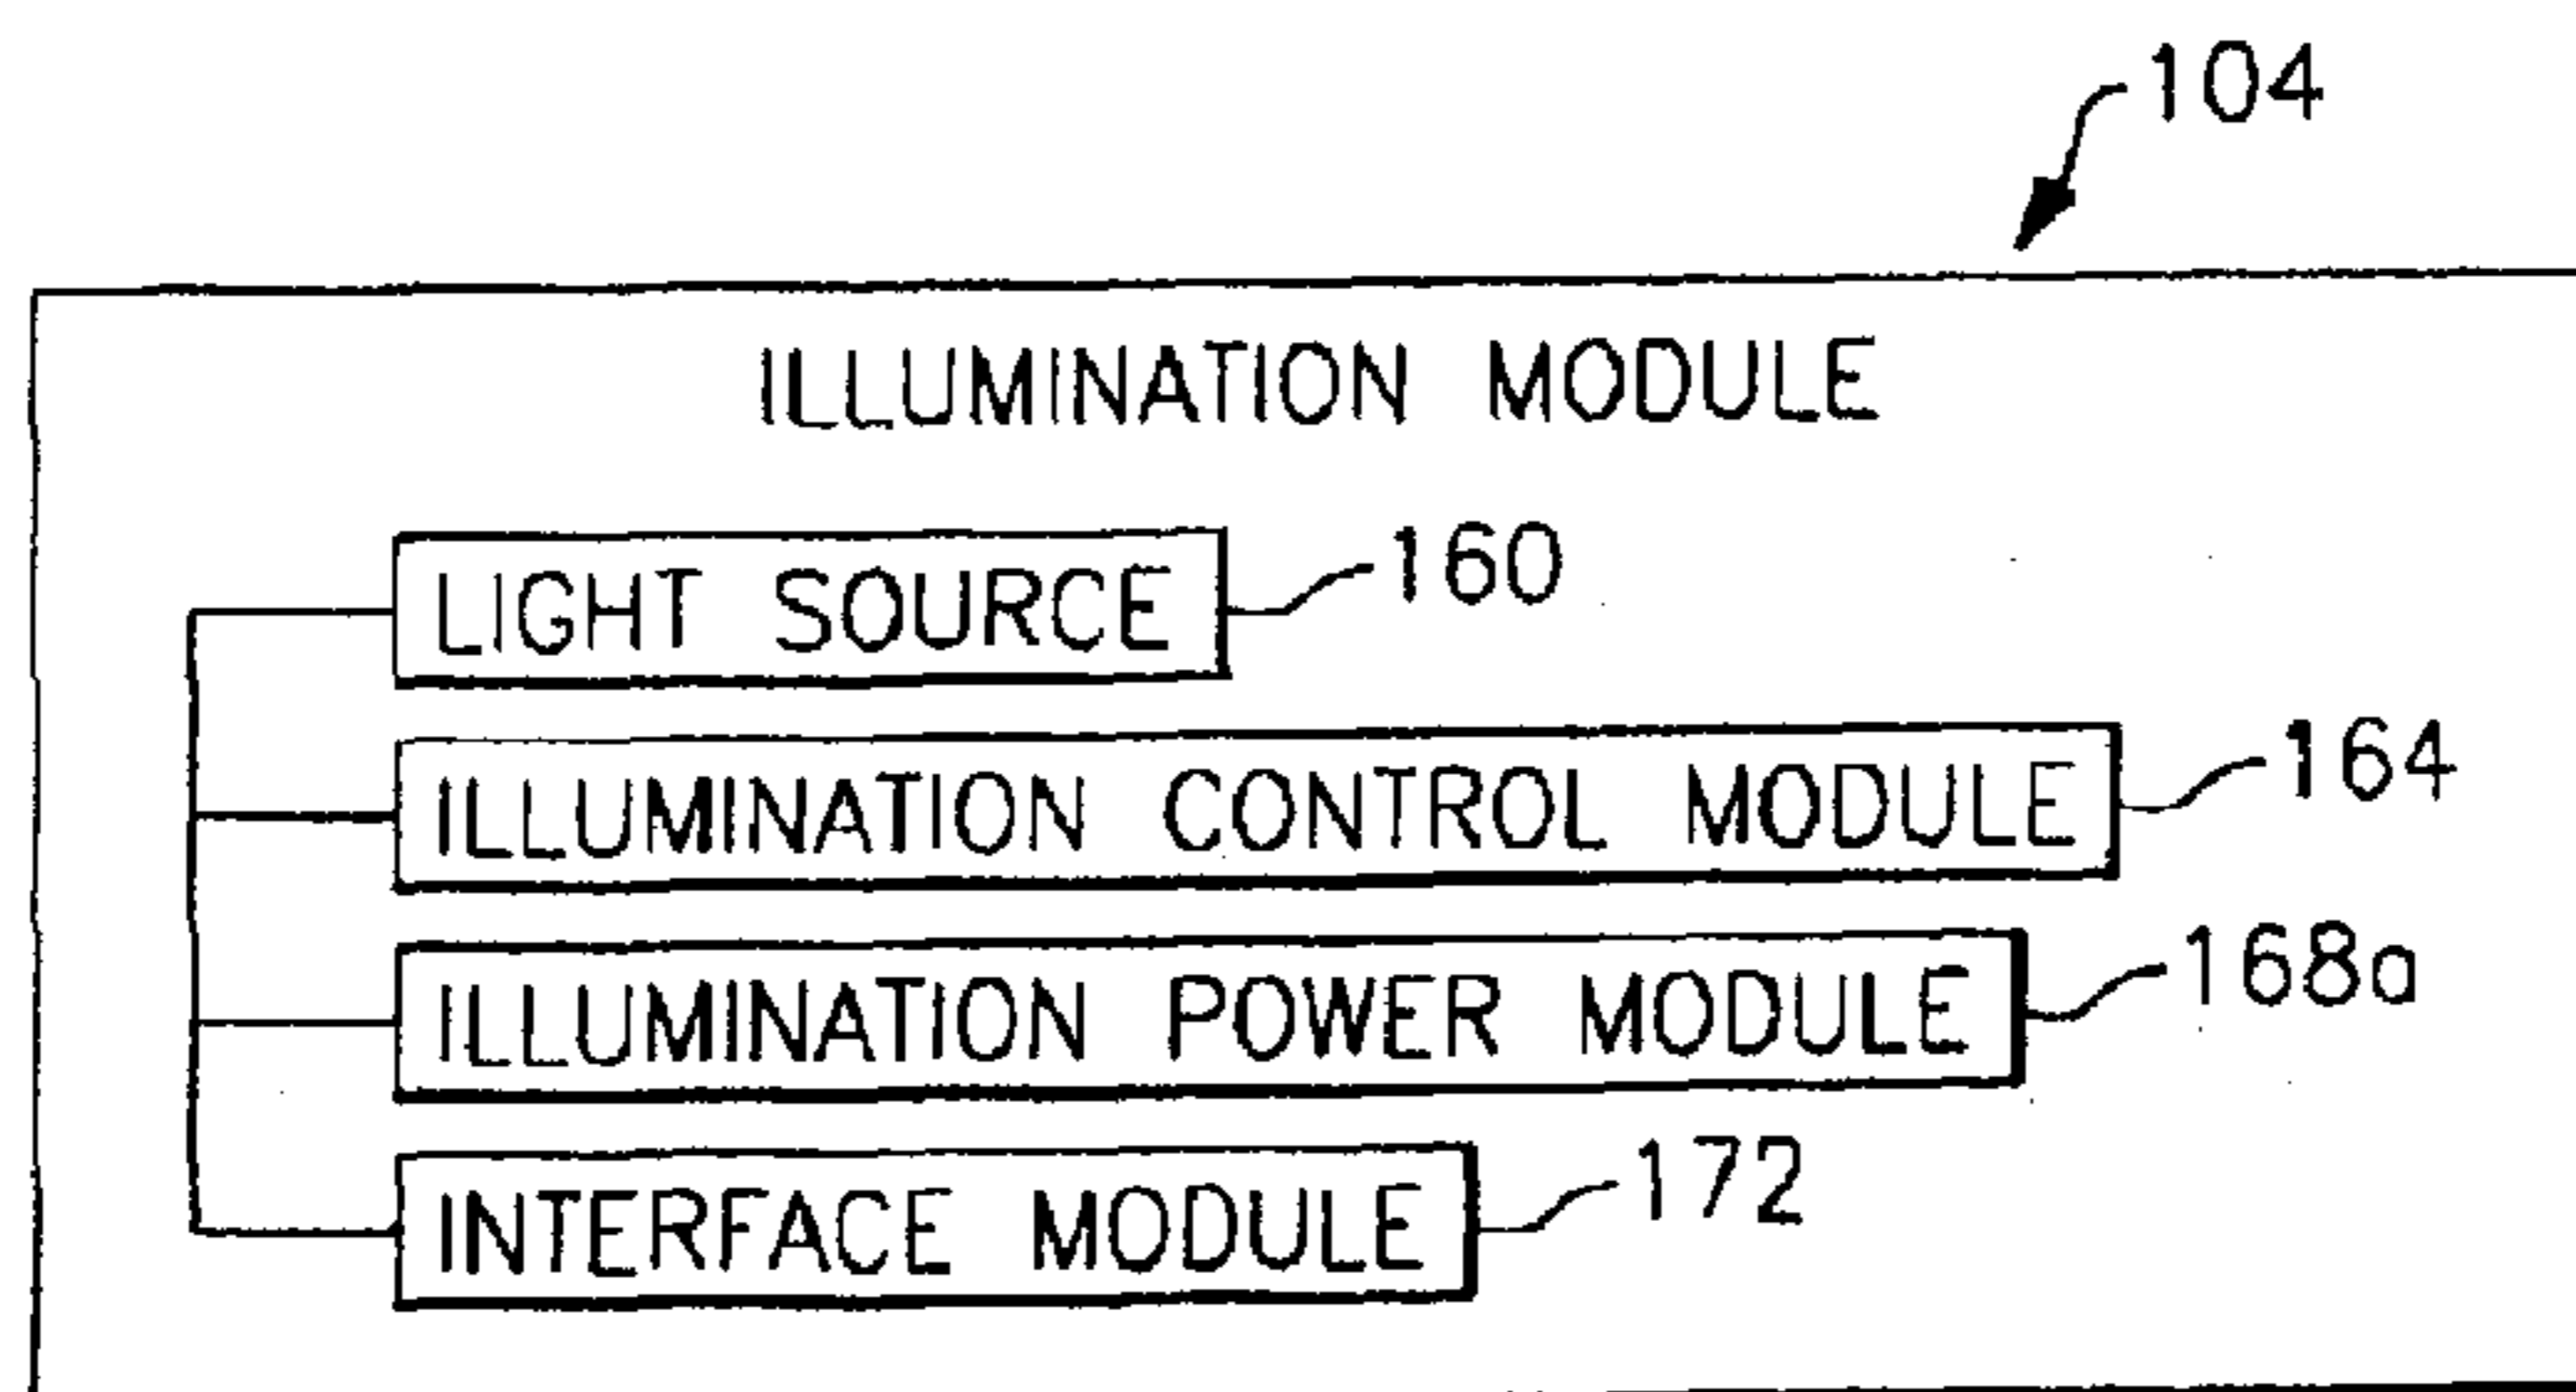 104
ILLUMINATION MODULE
LIGHT SOURCE 160
ILLUMINATION CONTROL MODULE 164
ILLUMINATION POWER MODULE 168a
INTERFACE MODULE 172